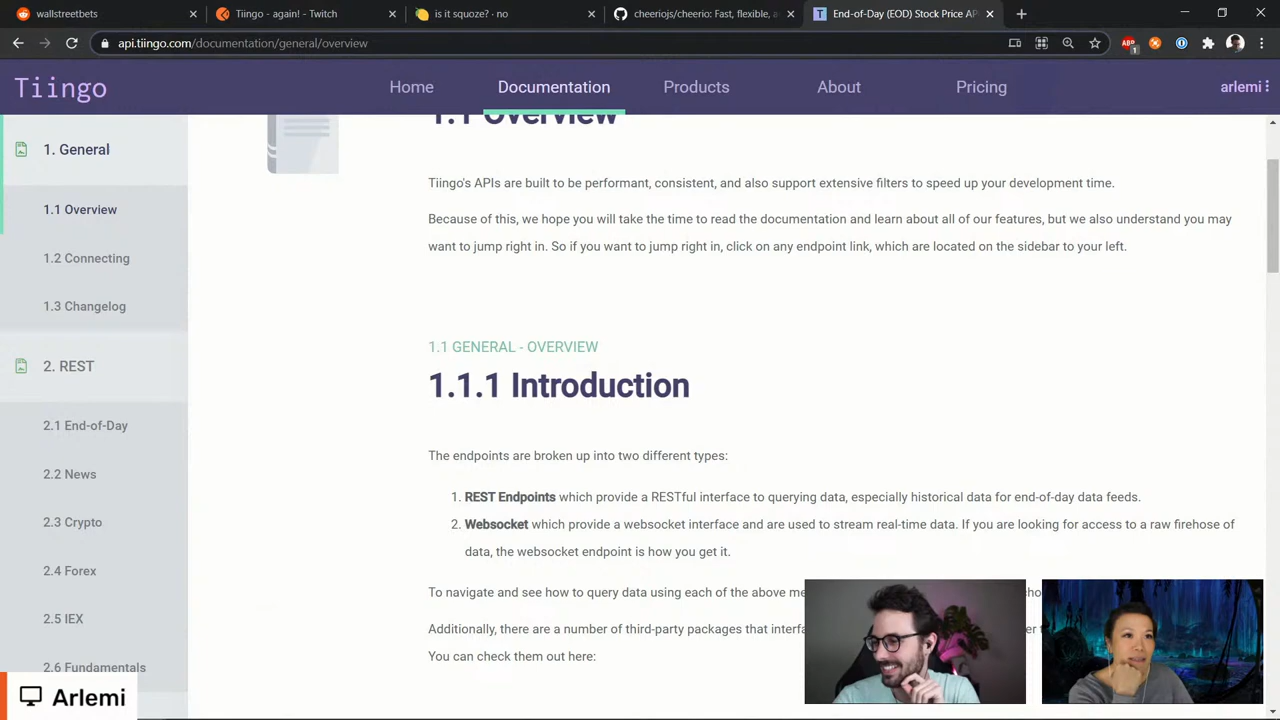 wallstreetbets
Tiingo - again! - Twitch
is it squoze? · no
cheeriojs/cheerio: Fast, flexible,
End-of-Day (EOD) Stock Price AP
api.tiingo.com/documentation/general/overview
1
Tiingo
Home
Documentation
Products
About
Pricing
arlemi
1. General
1.1 Overview
1.2 Connecting
1.3 Changelog
2. REST
2.1 End-of-Day
2.2 News
2.3 Crypto
2.4 Forex
2.5 IEX
2.6 Fundamentals
1.1 Overview
Tiingo's APIs are built to be performant, consistent, and also support extensive filters to speed up your development time.
Because of this, we hope you will take the time to read the documentation and learn about all of our features, but we also understand you may
want to jump right in. So if you want to jump right in, click on any endpoint link, which are located on the sidebar to your left.
1.1 GENERAL - OVERVIEW
1.1.1 Introduction
The endpoints are broken up into two different types:
1. REST Endpoints which provide a RESTful interface to querying data, especially historical data for end-of-day data feeds.
2. Websocket which provide a websocket interface and are used to stream real-time data. If you are looking for access to a raw firehose of
data, the websocket endpoint is how you get it.
To navigate and see how to query data using each of the above me
Additionally, there are a number of third-party packages that interfa
You can check them out here:
Arlemi